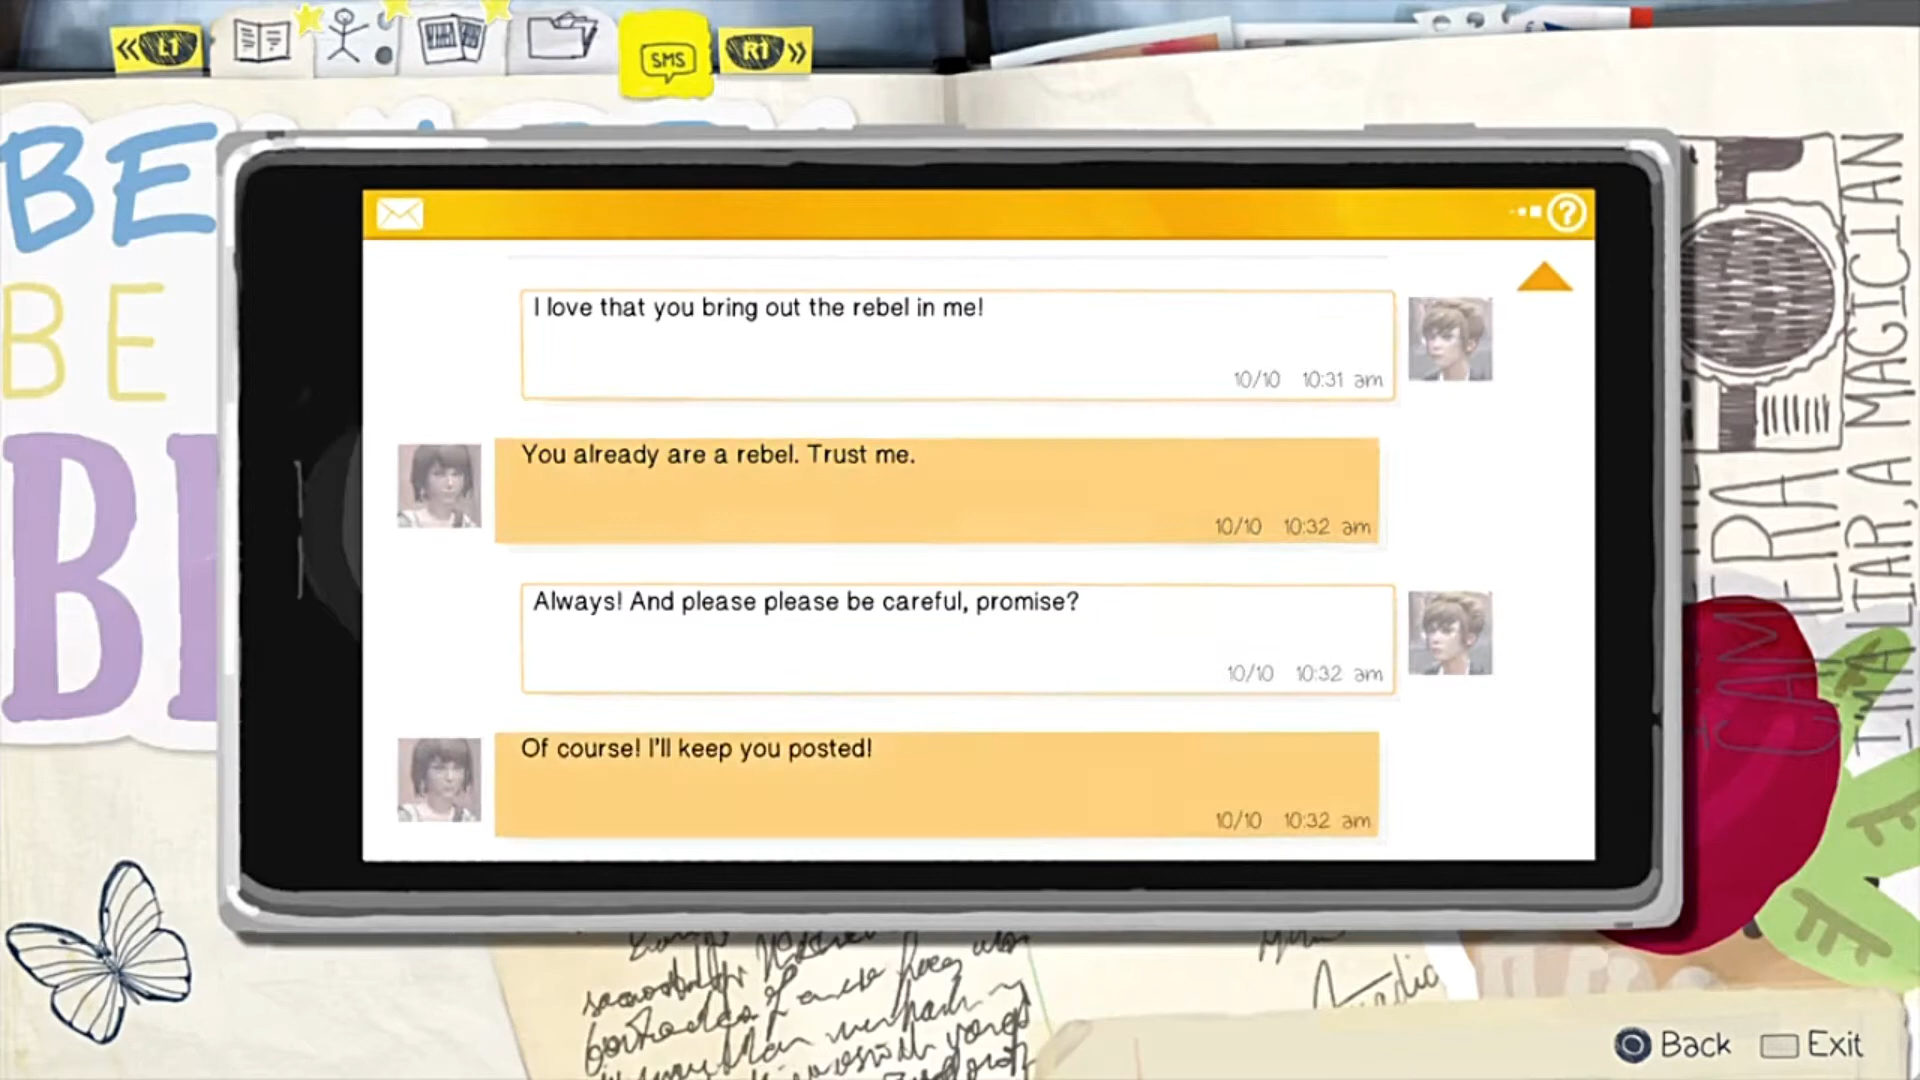 L1
SMS
R1
BE
BE
I love that you bring out the rebel in me!
10/10 10:31 am
You already are a rebel. Trust me.
10/10 10:32 am
Always! And please please be careful, promise?
10/10 10:32 am
Of course! I'll keep you posted!
10/10 10:32 am
LIAR, A MAGICIAN
Back
Exit